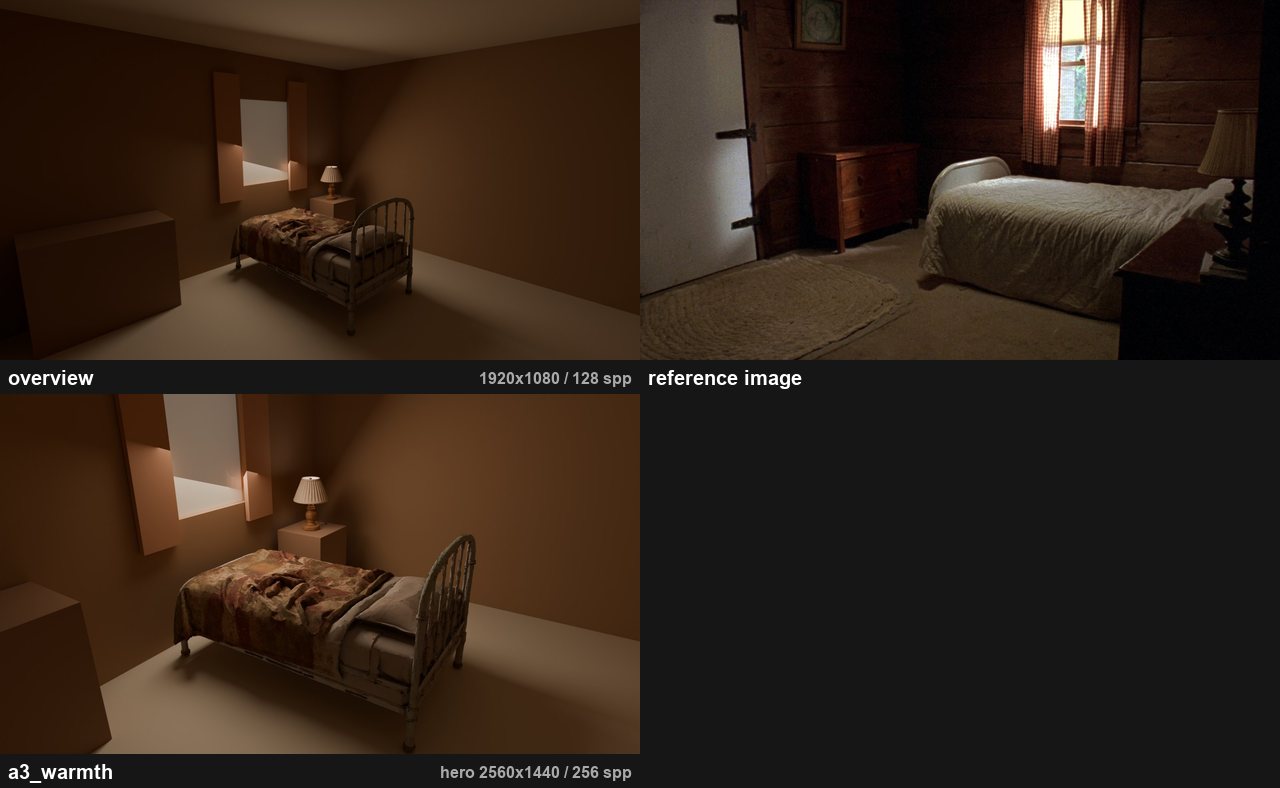 overview
1920x1080 / 128 spp
reference image
a3_warmth
hero 2560x1440 / 256 spp